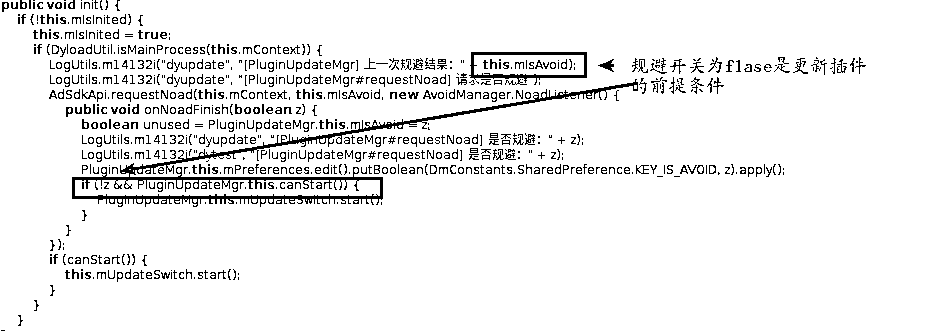 public void init() {
if (!this.mIsInited) {
this.mIsInited = true;
if (DyloadUtil.isMainProcess(this.mContext)) {
LogUtils.m14132i("dyupdate", "[PluginUpdateMgr] 上一次规避结果：" + this.mIsAvoid);
LogUtils.m14132i("dyupdate", "[PluginUpdateMgr#requestNoad] 请求是否规避");
AdSdkApi.requestNoad(this.mContext, this.mIsAvoid, new AvoidManager.NoadListener() {
public void onNoadFinish(boolean z) {
boolean unused = PluginUpdateMgr.this.mIsAvoid = z;
LogUtils.m14132i("dyupdate", "[PluginUpdateMgr#requestNoad] 是否规避：" + z);
LogUtils.m14132i("dytest", "[PluginUpdateMgr#requestNoad] 是否规避：" + z);
PluginUpdateMgr.this.mPreferences.edit().putBoolean(DmConstants.SharedPreference.KEY_IS_AVOID, z).apply();
if (!z && PluginUpdateMgr.this.canStart()) {
PluginUpdateMgr.this.mUpdateSwitch.start();
}
}
});
if (canStart()) {
this.mUpdateSwitch.start();
}
}
}
规避开关为flase是更新插件
的前提条件